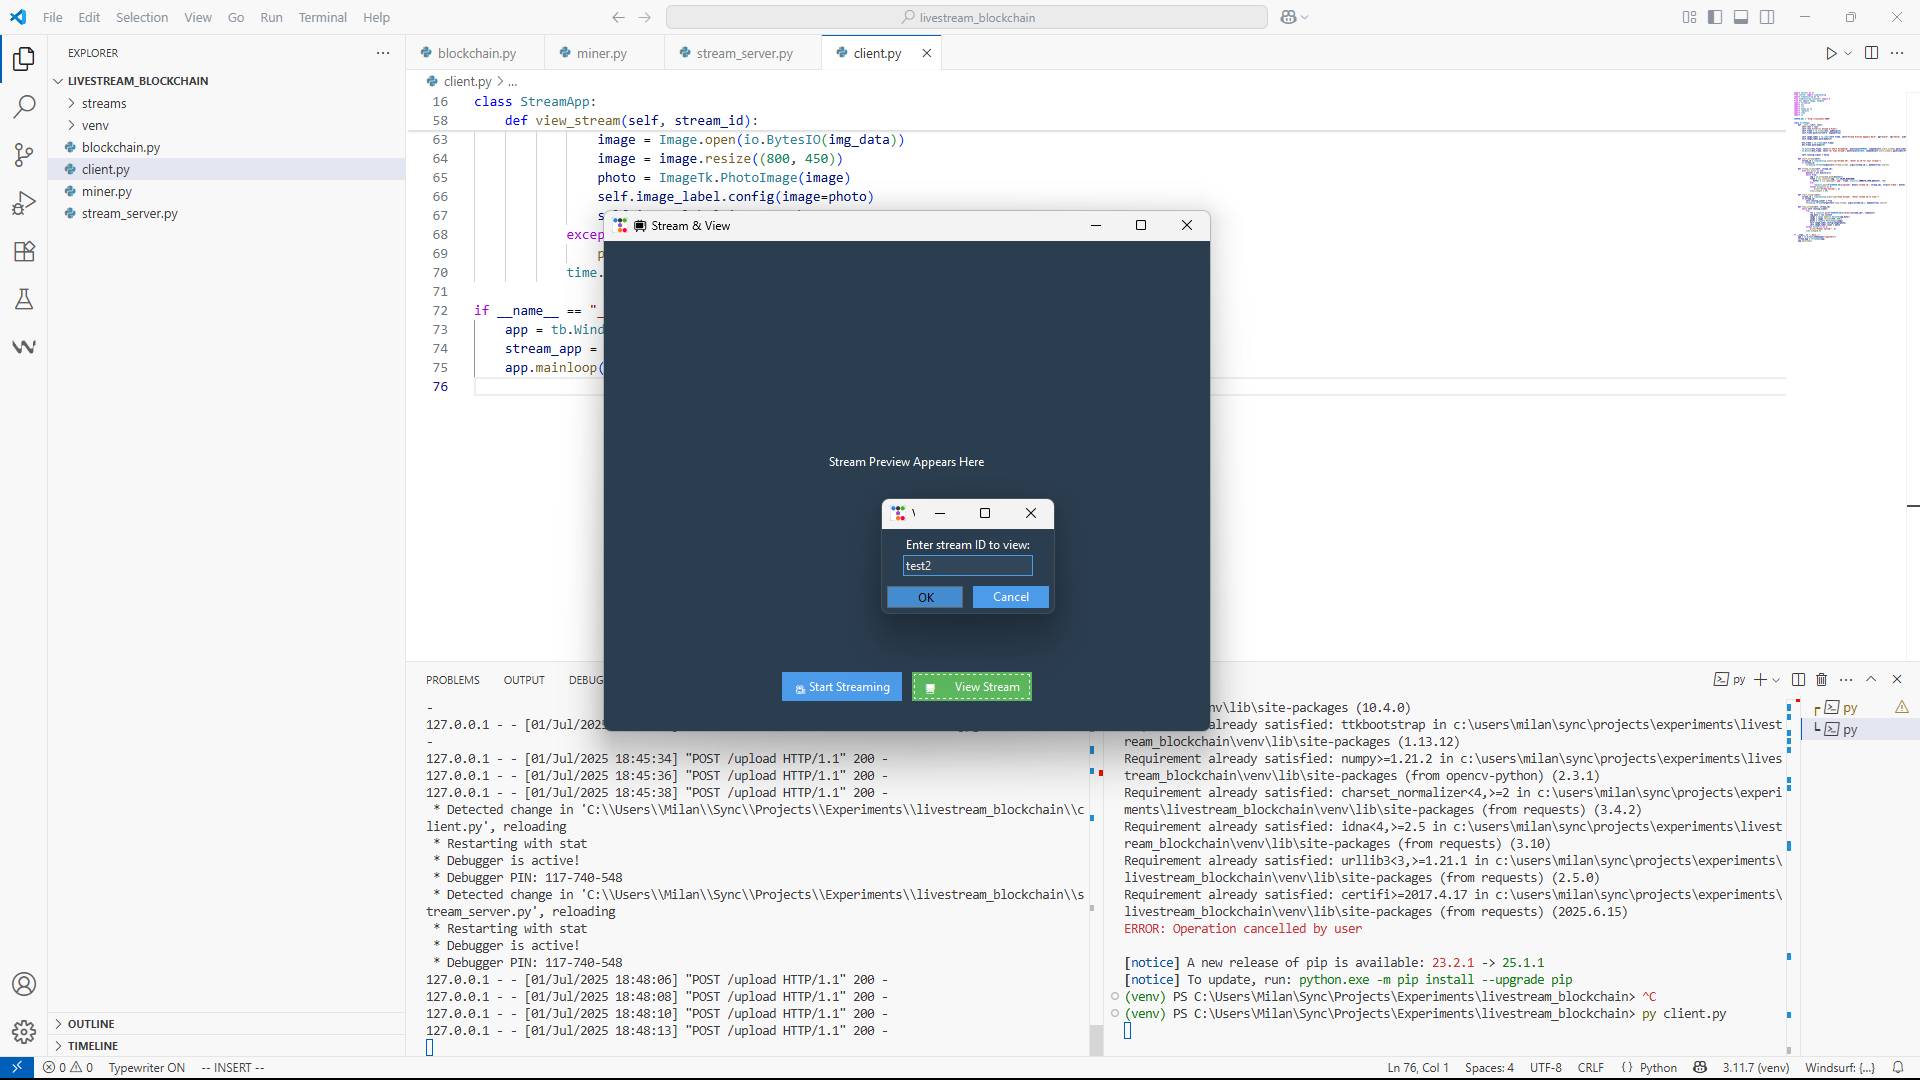 File Edit Selection View Go Run Terminal Help
livestream_blockchain
EXPLORER
LIVESTREAM_BLOCKCHAIN
streams
venv
blockchain.py
client.py
miner.py
stream_server.py
OUTLINE
TIMELINE
blockchain.py miner.py stream_server.py client.py
client.py > ...
16 class StreamApp:
58 def view_stream(self, stream_id):
63 image = Image.open(io.BytesIO(img_data))
64 image = image.resize((800, 450))
65 photo = ImageTk.PhotoImage(image)
66 self.image_label.config(image=photo)
67
68 excep
69
70 time.
71
72 if __name__ == "_
73 app = tb.Wind
74 stream_app =
75 app.mainloop(
76
Stream & View
Stream Preview Appears Here
Enter stream ID to view:
test2
OK Cancel
Start Streaming View Stream
PROBLEMS OUTPUT DEBUG
py
-
127.0.0.1 - - [01/Jul/2025
-
127.0.0.1 - - [01/Jul/2025 18:45:34] "POST /upload HTTP/1.1" 200 -
127.0.0.1 - - [01/Jul/2025 18:45:36] "POST /upload HTTP/1.1" 200 -
127.0.0.1 - - [01/Jul/2025 18:45:38] "POST /upload HTTP/1.1" 200 -
* Detected change in 'C:\\Users\\Milan\\Sync\\Projects\\Experiments\\livestream_blockchain\\c
lient.py', reloading
* Restarting with stat
* Debugger is active!
* Debugger PIN: 117-740-548
* Detected change in 'C:\\Users\\Milan\\Sync\\Projects\\Experiments\\livestream_blockchain\\s
tream_server.py', reloading
* Restarting with stat
* Debugger is active!
* Debugger PIN: 117-740-548
127.0.0.1 - - [01/Jul/2025 18:48:06] "POST /upload HTTP/1.1" 200 -
127.0.0.1 - - [01/Jul/2025 18:48:08] "POST /upload HTTP/1.1" 200 -
127.0.0.1 - - [01/Jul/2025 18:48:10] "POST /upload HTTP/1.1" 200 -
127.0.0.1 - - [01/Jul/2025 18:48:13] "POST /upload HTTP/1.1" 200 -
nv\lib\site-packages (10.4.0)
already satisfied: ttkbootstrap in c:\users\milan\sync\projects\experiments\livest
ream_blockchain\venv\lib\site-packages (1.13.12)
Requirement already satisfied: numpy>=1.21.2 in c:\users\milan\sync\projects\experiments\lives
tream_blockchain\venv\lib\site-packages (from opencv-python) (2.3.1)
Requirement already satisfied: charset_normalizer<4,>=2 in c:\users\milan\sync\projects\experi
ments\livestream_blockchain\venv\lib\site-packages (from requests) (3.4.2)
Requirement already satisfied: idna<4,>=2.5 in c:\users\milan\sync\projects\experiments\livest
ream_blockchain\venv\lib\site-packages (from requests) (3.10)
Requirement already satisfied: urllib3<3,>=1.21.1 in c:\users\milan\sync\projects\experiments\
livestream_blockchain\venv\lib\site-packages (from requests) (2.5.0)
Requirement already satisfied: certifi>=2017.4.17 in c:\users\milan\sync\projects\experiments\
livestream_blockchain\venv\lib\site-packages (from requests) (2025.6.15)
ERROR: Operation cancelled by user
[notice] A new release of pip is available: 23.2.1 -> 25.1.1
[notice] To update, run: python.exe -m pip install --upgrade pip
(venv) PS C:\Users\Milan\Sync\Projects\Experiments\livestream_blockchain> ^C
(venv) PS C:\Users\Milan\Sync\Projects\Experiments\livestream_blockchain> py client.py
py
py
0 0 Typewriter ON -- INSERT --
Ln 76, Col 1 Spaces: 4 UTF-8 CRLF { } Python 3.11.7 (venv) Windsurf: {...}